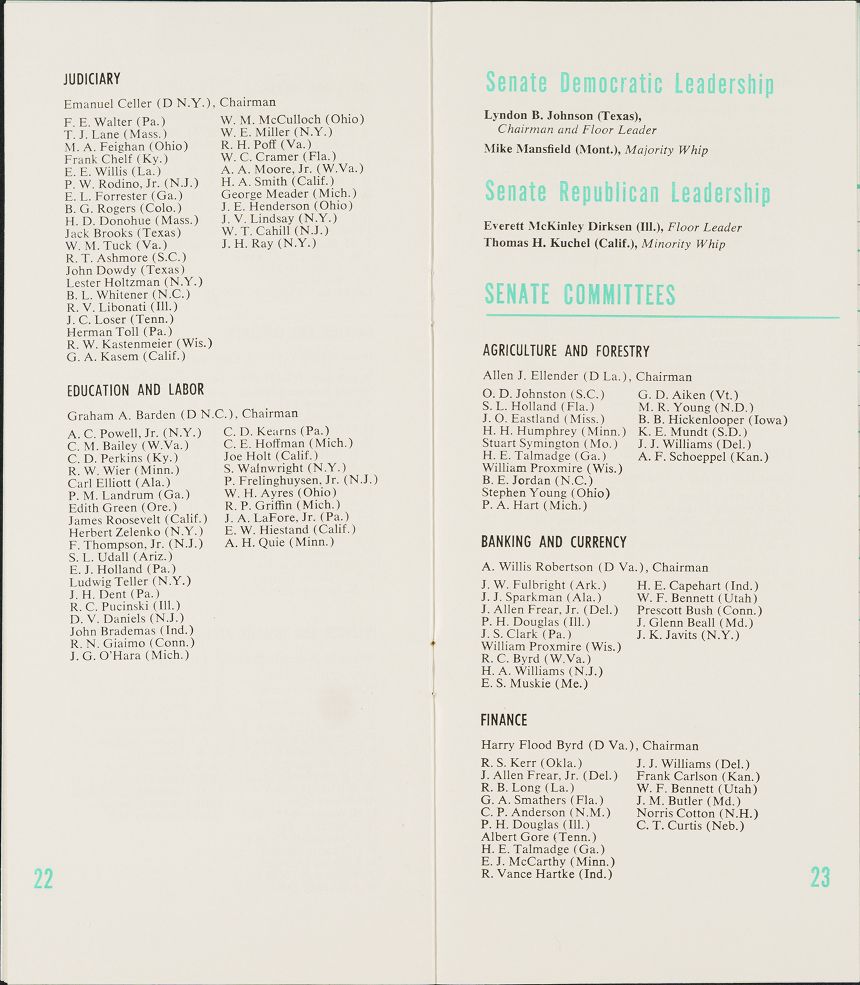 JUDICIARY
Emanuel Celler (D N.Y.), Chairman
F. E. Walter (Pa.)
T. J. Lane (Mass.)
M. A. Feighan (Ohio)
Frank Chelf (Ky.)
E. E. Willis (La.)
P. W. Rodino, Jr. (N.J.)
E. L. Forrester (Ga.)
B. G. Rogers (Colo.)
H. D. Donohue (Mass.)
Jack Brooks (Texas)
W. M. Tuck (Va.)
R. T. Ashmore (S.C.)
John Dowdy (Texas)
Lester Holtzman (N.Y.)
B. L. Whitener (N.C.)
R. V. Libonati (Ill.)
J. C. Loser (Tenn.)
Herman Toll (Pa.)
R. W. Kastenmeier (Wis.)
G. A. Kasem (Calif.)
W. M. McCulloch (Ohio)
W. E. Miller (N.Y.)
R. H. Poff (Va.)
W. C. Cramer (Fla.)
A. A. Moore, Jr. (W.Va.)
H. A. Smith (Calif.)
George Meader (Mich.)
J. E. Henderson (Ohio)
J. V. Lindsay (N.Y.)
W. T. Cahill (N.J.)
J. H. Ray (N.Y.)
EDUCATION AND LABOR
Graham A. Barden (D N.C.), Chairman
A. C. Powell, Jr. (N.Y.)
C. M. Bailey (W.Va.)
C. D. Perkins (Ky.)
R. W. Wier (Minn.)
Carl Elliott (Ala.)
P. M. Landrum (Ga.)
Edith Green (Ore.)
James Roosevelt (Calif.)
Herbert Zelenko (N.Y.)
F. Thompson, Jr. (N.J.)
S. L. Udall (Ariz.)
E. J. Holland (Pa.)
Ludwig Teller (N.Y.)
J. H. Dent (Pa.)
R. C. Pucinski (Ill.)
D. V. Daniels (N.J.)
John Brademas (Ind.)
R. N. Giaimo (Conn.)
J. G. O'Hara (Mich.)
C. D. Kearns (Pa.)
C. E. Hoffman (Mich.)
Joe Holt (Calif.)
S. Walnwright (N.Y.)
P. Frelinghuysen, Jr. (N.J.)
W. H. Ayres (Ohio)
R. P. Griffin (Mich.)
J. A. LaFore, Jr. (Pa.)
E. W. Hiestand (Calif.)
A. H. Quie (Minn.)
22
Senate Democratic Leadership
Lyndon B. Johnson (Texas),
Chairman and Floor Leader
Mike Mansfield (Mont.), Majority Whip
Senate Republican Leadership
Everett McKinley Dirksen (Ill.), Floor Leader
Thomas H. Kuchel (Calif.), Minority Whip
SENATE COMMITTEES
AGRICULTURE AND FORESTRY
Allen J. Ellender (D La.), Chairman
O. D. Johnston (S.C.)
S. L. Holland (Fla.)
J. O. Eastland (Miss.)
H. H. Humphrey (Minn.)
Stuart Symington (Mo.)
H. E. Talmadge (Ga.)
William Proxmire (Wis.)
B. E. Jordan (N.C.)
Stephen Young (Ohio)
P. A. Hart (Mich.)
G. D. Aiken (Vt.)
M. R. Young (N.D.)
B. B. Hickenlooper (Iowa)
K. E. Mundt (S.D.)
J. J. Williams (Del.)
A. F. Schoeppel (Kan.)
BANKING AND CURRENCY
A. Willis Robertson (D Va.), Chairman
J. W. Fulbright (Ark.)
J. J. Sparkman (Ala.)
J. Allen Frear, Jr. (Del.)
P. H. Douglas (Ill.)
J. S. Clark (Pa.)
William Proxmire (Wis.)
R. C. Byrd (W.Va.)
H. A. Williams (N.J.)
E. S. Muskie (Me.)
H. E. Capehart (Ind.)
W. F. Bennett (Utah)
Prescott Bush (Conn.)
J. Glenn Beall (Md.)
J. K. Javits (N.Y.)
FINANCE
Harry Flood Byrd (D Va.), Chairman
R. S. Kerr (Okla.)
J. Allen Frear, Jr. (Del.)
R. B. Long (La.)
G. A. Smathers (Fla.)
C. P. Anderson (N.M.)
P. H. Douglas (Ill.)
Albert Gore (Tenn.)
H. E. Talmadge (Ga.)
E. J. McCarthy (Minn.)
R. Vance Hartke (Ind.)
J. J. Williams (Del.)
Frank Carlson (Kan.)
W. F. Bennett (Utah)
J. M. Butler (Md.)
Norris Cotton (N.H.)
C. T. Curtis (Neb.)
23